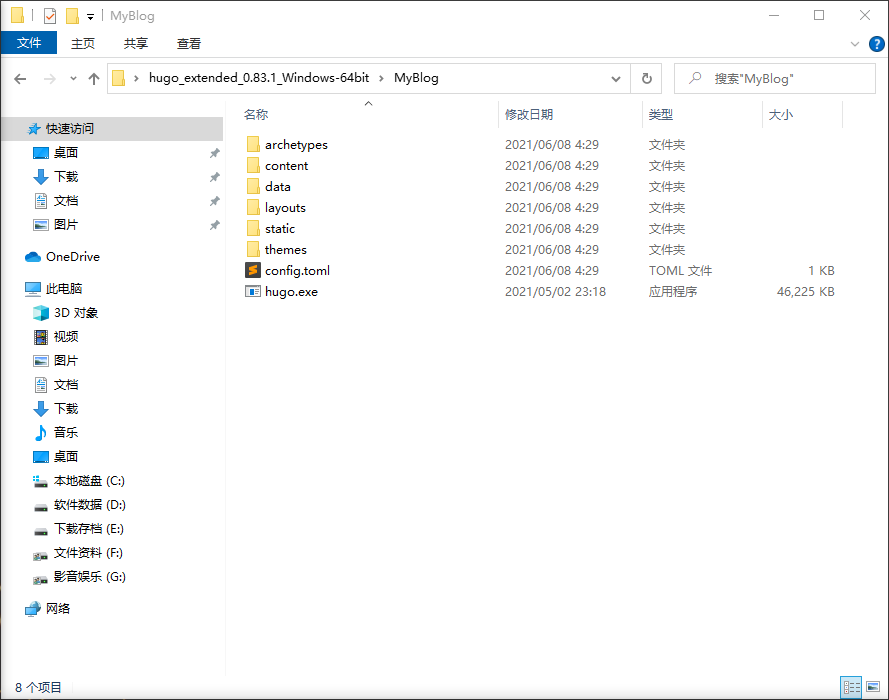 MyBlog
文件 主页 共享 查看
hugo_extended_0.83.1_Windows-64bit › MyBlog 搜索"MyBlog"
名称 修改日期 类型 大小
快速访问
桌面
下载
文档
图片
OneDrive
此电脑
3D 对象
视频
图片
文档
下载
音乐
桌面
本地磁盘 (C:)
软件数据 (D:)
下载存档 (E:)
文件资料 (F:)
影音娱乐 (G:)
网络
archetypes 2021/06/08 4:29 文件夹
content 2021/06/08 4:29 文件夹
data 2021/06/08 4:29 文件夹
layouts 2021/06/08 4:29 文件夹
static 2021/06/08 4:29 文件夹
themes 2021/06/08 4:29 文件夹
config.toml 2021/06/08 4:29 TOML 文件 1 KB
hugo.exe 2021/05/02 23:18 应用程序 46,225 KB
8 个项目